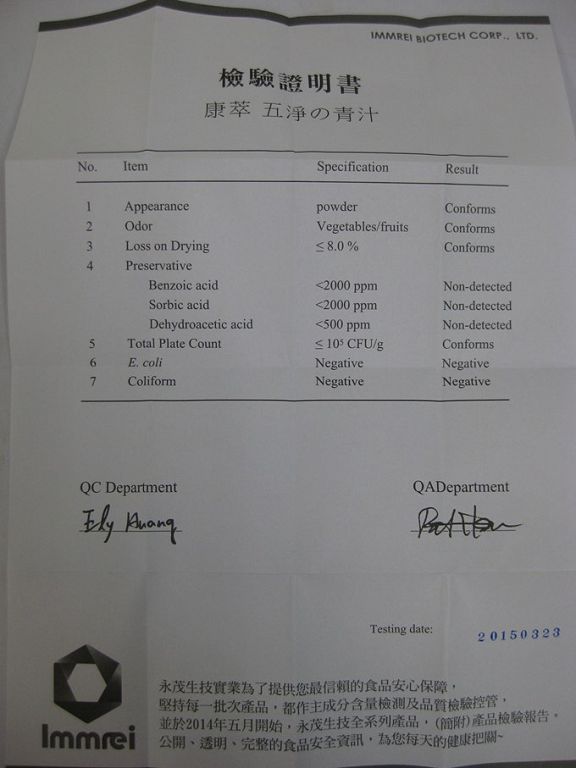 IMMREI BIOTECH CORP., LTD.
檢驗證明書
康萃 五淨の青汁
No. Item Specification Result
1 Appearance powder Conforms
2 Odor Vegetables/fruits Conforms
3 Loss on Drying ≤ 8.0 % Conforms
4 Preservative
Benzoic acid <2000 ppm Non-detected
Sorbic acid <2000 ppm Non-detected
Dehydroacetic acid <500 ppm Non-detected
5 Total Plate Count ≤ 10⁵ CFU/g Conforms
6 E. coli Negative Negative
7 Coliform Negative Negative
QC Department QADepartment
Ely Huang
Testing date: 20150323
永茂生技實業為了提供您最信賴的食品安心保障，
堅持每一批次產品，都作主成分含量檢測及品質檢驗控管，
並於2014年五月開始，永茂生技全系列產品，(簡附)產品檢驗報告。
公開、透明、完整的食品安全資訊，為您每天的健康把關~
Immrei